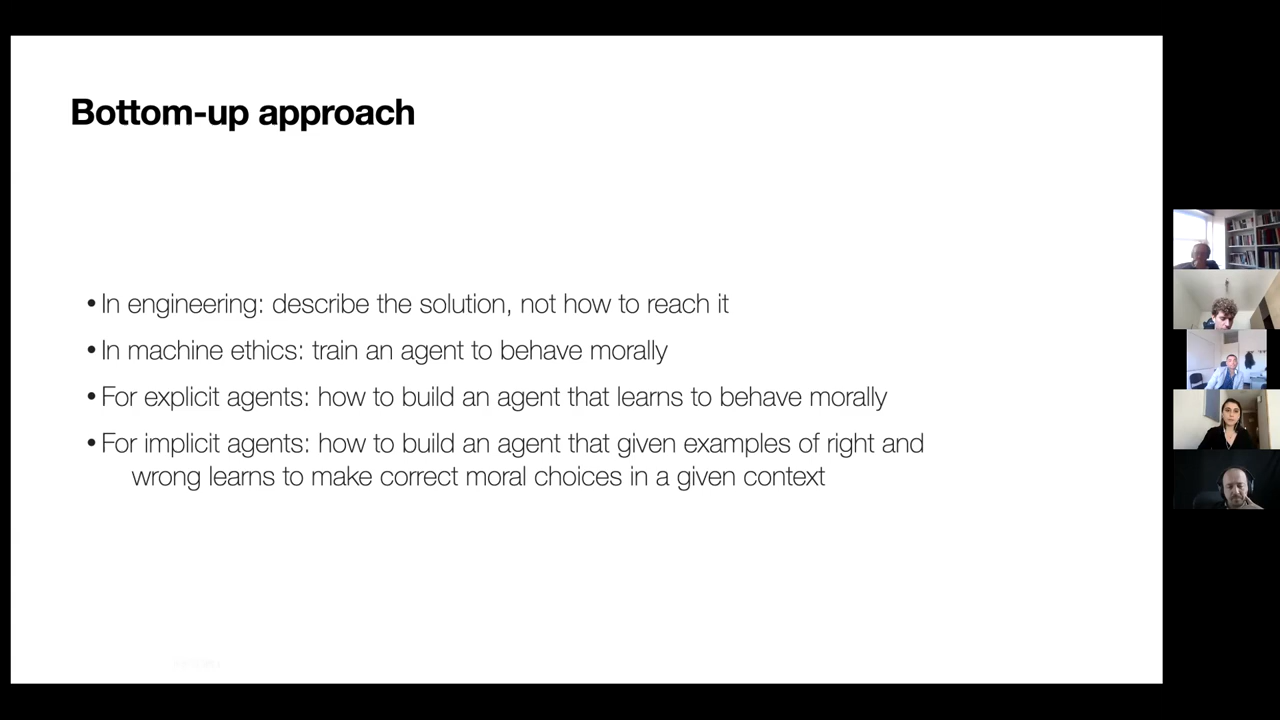 Bottom-up approach
• In engineering: describe the solution, not how to reach it
• In machine ethics: train an agent to behave morally
• For explicit agents: how to build an agent that learns to behave morally
• For implicit agents: how to build an agent that given examples of right and
wrong learns to make correct moral choices in a given context